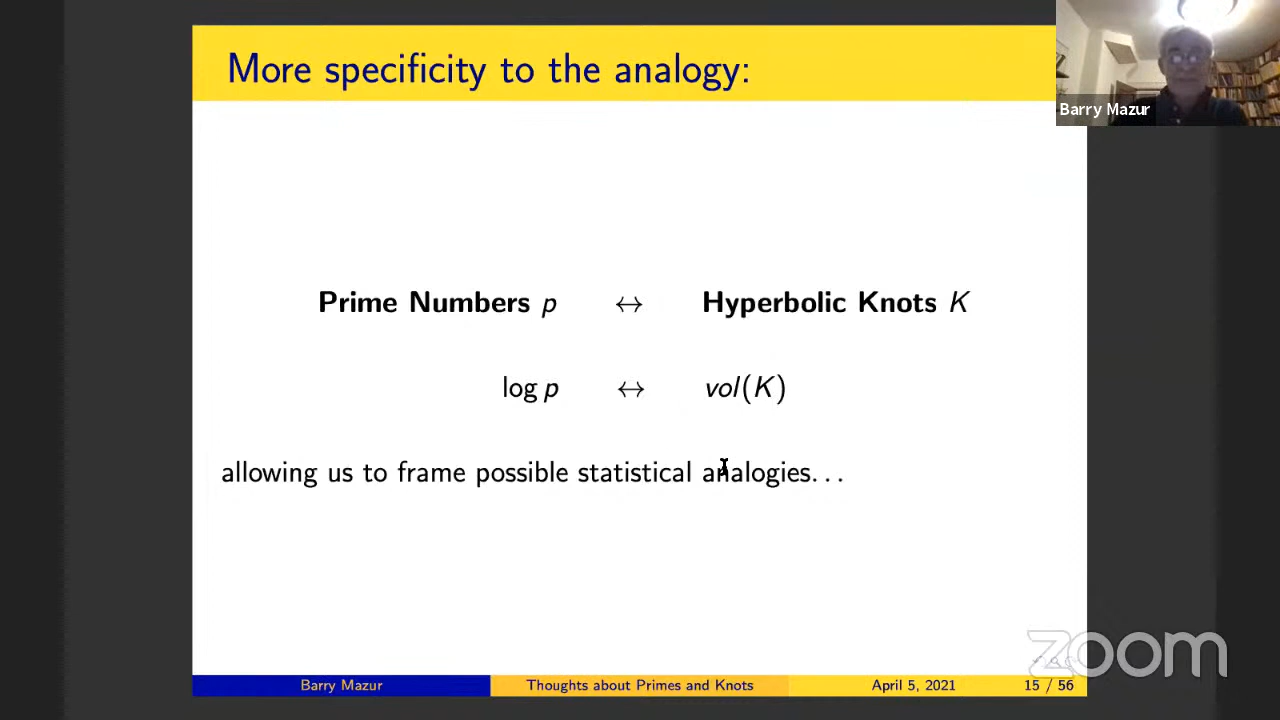 More specificity to the analogy:
Barry Mazur
Prime Numbers p ↔ Hyperbolic Knots K
log p ↔ vol(K)
allowing us to frame possible statistical analogies. . .
zoom
Barry Mazur Thoughts about Primes and Knots April 5, 2021 15 / 56